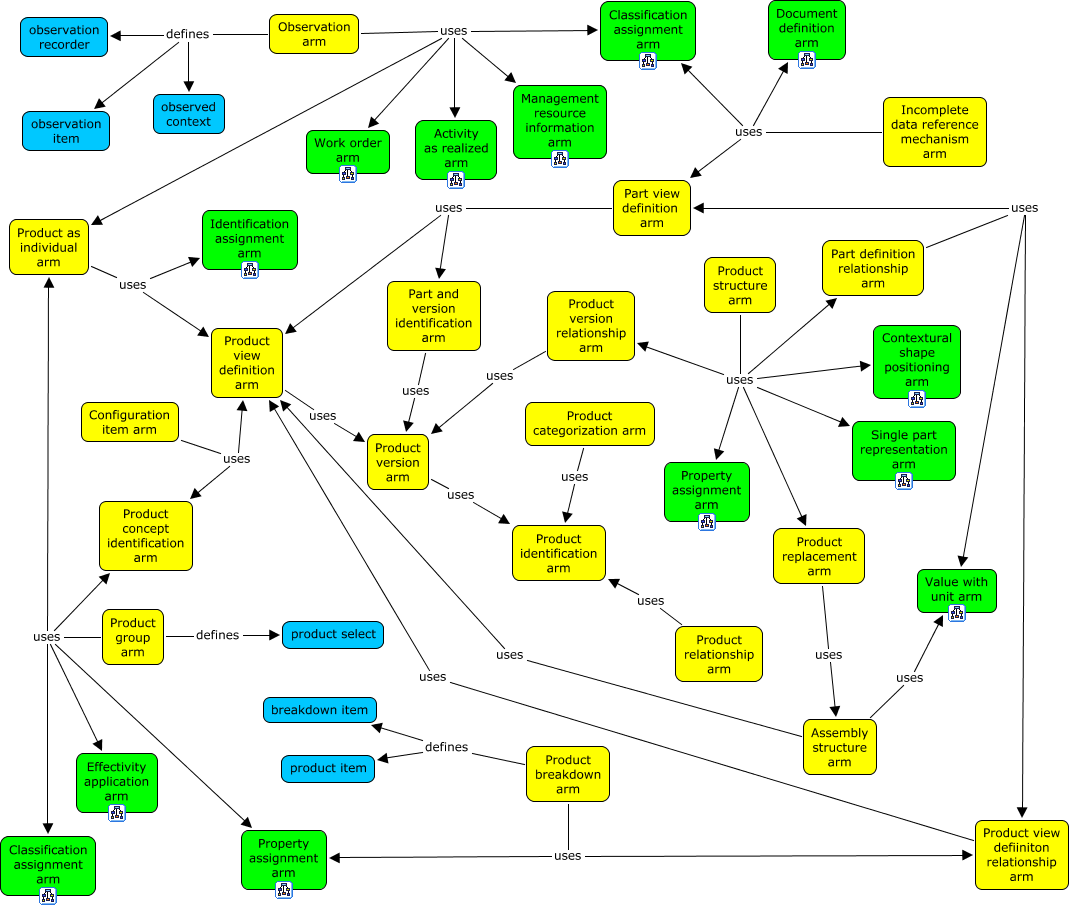 observation
recorder
defines
Observation
arm
uses
Classification
assignment
arm
Document
definition
arm
observation
item
observed
context
Work order
arm
Activity
as realized
arm
Management
resource
information
arm
uses
Incomplete
data reference
mechanism
arm
Product as
individual
arm
Identification
assignment
arm
uses
uses
Part view
definition
arm
uses
Part definition
relationship
arm
Product
structure
arm
Part and
version
identification
arm
Product
version
relationship
arm
Product
view
definition
arm
Contextural
shape
positioning
arm
uses
uses
uses
uses
Configuration
item arm
uses
uses
Product
version
arm
Product
categorization arm
Single part
representation
arm
uses
uses
Property
assignment
arm
Product
concept
identification
arm
Product
identification
arm
Product
replacement
arm
Value with
unit arm
uses
uses
Product
group
arm
defines
product select
Product
relationship
arm
uses
uses
uses
uses
breakdown item
product item
defines
Product
breakdown
arm
Assembly
structure
arm
Effectivity
application
arm
Classification
assignment
arm
Property
assignment
arm
uses
Product view
defiiniton
relationship
arm